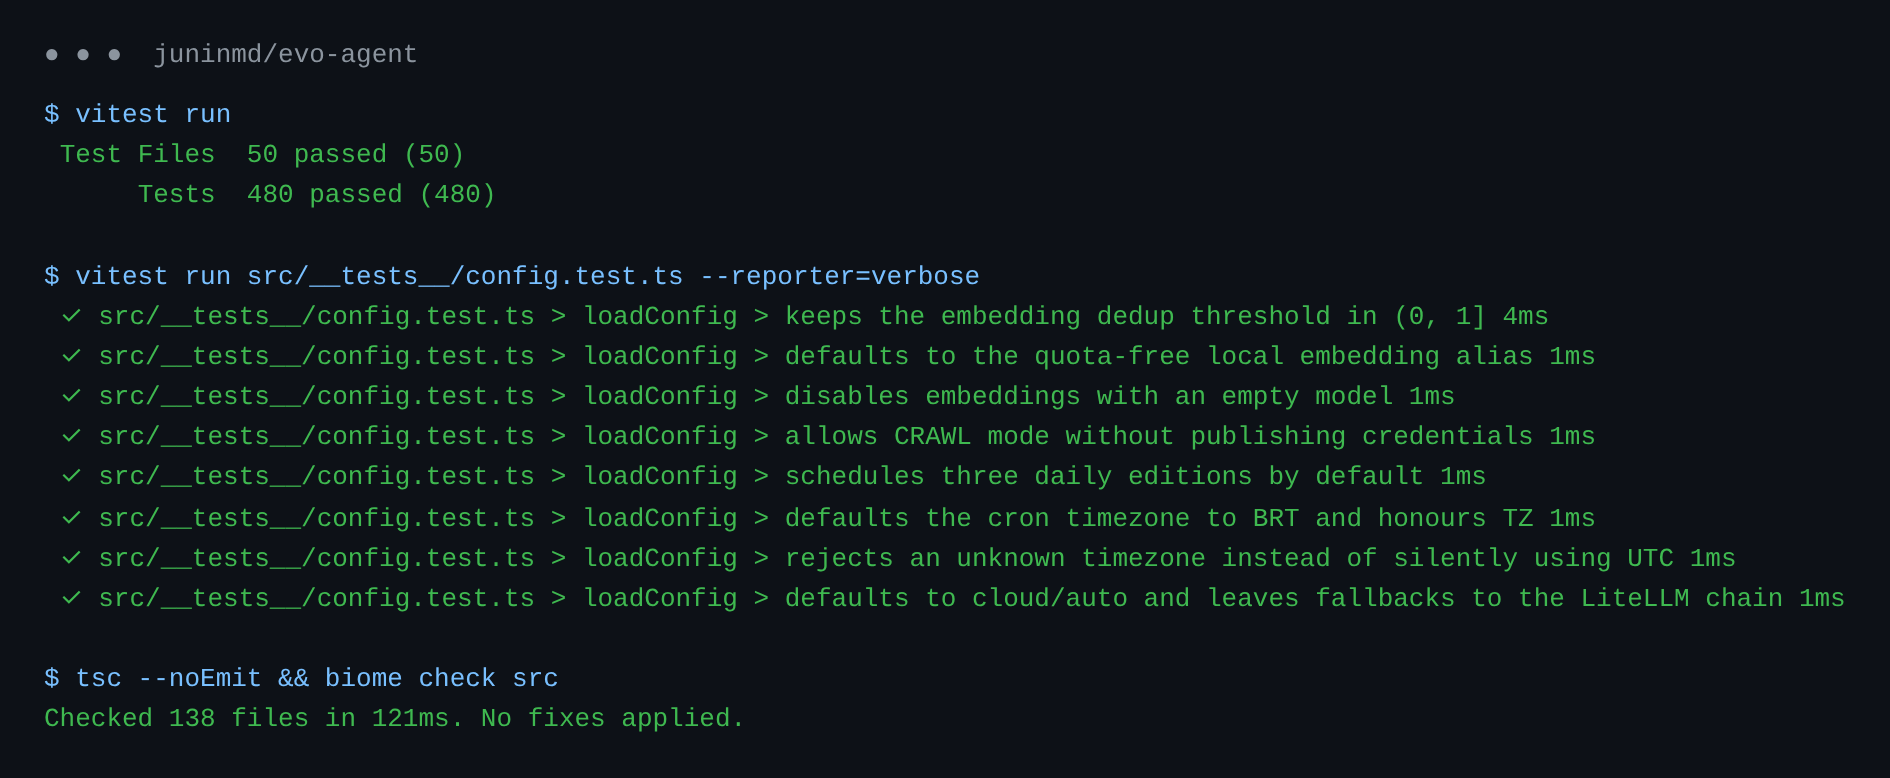 ● ● ● juninmd/evo-agent
$ vitest run
Test Files  50 passed (50)
Tests  480 passed (480)
$ vitest run src/__tests__/config.test.ts --reporter=verbose
✓ src/__tests__/config.test.ts > loadConfig > keeps the embedding dedup threshold in (0, 1] 4ms
✓ src/__tests__/config.test.ts > loadConfig > defaults to the quota-free local embedding alias 1ms
✓ src/__tests__/config.test.ts > loadConfig > disables embeddings with an empty model 1ms
✓ src/__tests__/config.test.ts > loadConfig > allows CRAWL mode without publishing credentials 1ms
✓ src/__tests__/config.test.ts > loadConfig > schedules three daily editions by default 1ms
✓ src/__tests__/config.test.ts > loadConfig > defaults the cron timezone to BRT and honours TZ 1ms
✓ src/__tests__/config.test.ts > loadConfig > rejects an unknown timezone instead of silently using UTC 1ms
✓ src/__tests__/config.test.ts > loadConfig > defaults to cloud/auto and leaves fallbacks to the LiteLLM chain 1ms
$ tsc --noEmit && biome check src
Checked 138 files in 121ms. No fixes applied.